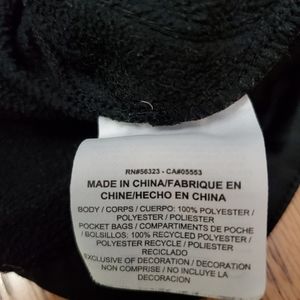 RN#56323 - CA#05553
MADE IN CHINA/FABRIQUE EN
CHINE/HECHO EN CHINA
BODY / CORPS / CUERPO: 100% POLYESTER /
POLYESTER / POLIESTER
POCKET BAGS / COMPARTIMENTS DE POCHE
/ BOLSILLOS: 100% RECYCLED POLYESTER /
POLYESTER RECYCLE / POLIESTER
RECICLADO
EXCLUSIVE OF DECORATION / DECORATION
NON COMPRISE / NO INCLUYE LA
DECORACION